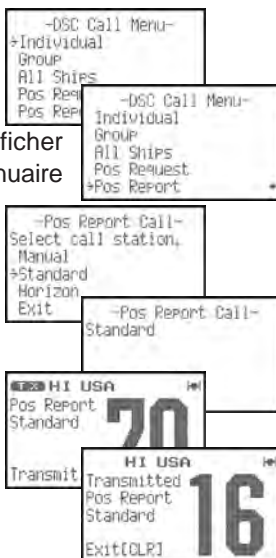 -DSC Call Menu-
Individual
Group
All Ships
Pos Req
Pos Rep
ficher
nuaire
-DSC Call Menu-
Individual
Group
All Ships
Pos Request
Pos Report
-Pos Report Call-
Select call station.
Manual
Standard
Horizon
Exit
-Pos Report Call-
Standard
TX HI USA
Pos Report
Standard
70
Transmit
HI USA
Transmitted
Pos Report
Standard
16
Exit[CLR]